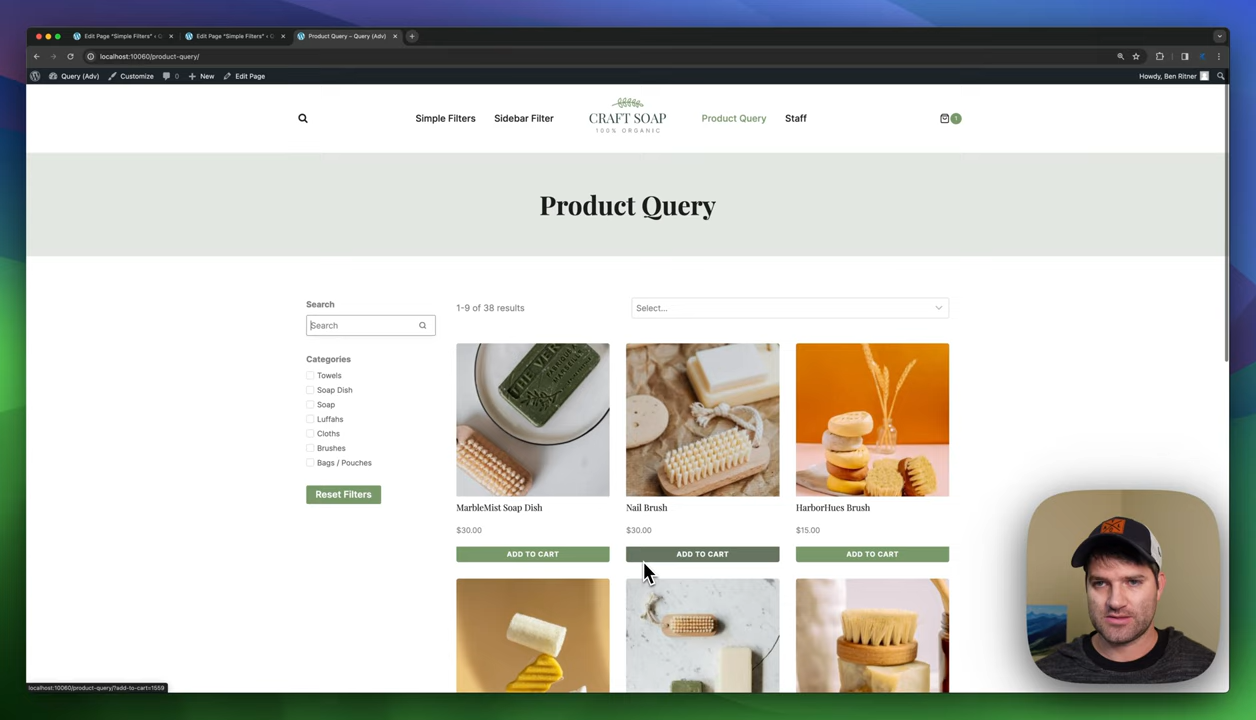 Edit Page "Simple Filters" ‹ Q
Edit Page "Simple Filters" ‹ Q
Product Query – Query (Adv)
localhost:10060/product-query/
Query (Adv)
Customize
0
New
Edit Page
Howdy, Ben Ritner
Simple Filters
Sidebar Filter
CRAFT SOAP
100% ORGANIC
Product Query
Staff
1
Product Query
Search
Search
Categories
Towels
Soap Dish
Soap
Luffahs
Cloths
Brushes
Bags / Pouches
Reset Filters
1-9 of 38 results
Select...
MarbleMist Soap Dish
$30.00
ADD TO CART
Nail Brush
$30.00
ADD TO CART
HarborHues Brush
$15.00
ADD TO CART
localhost:10060/product-query/?add-to-cart=1559